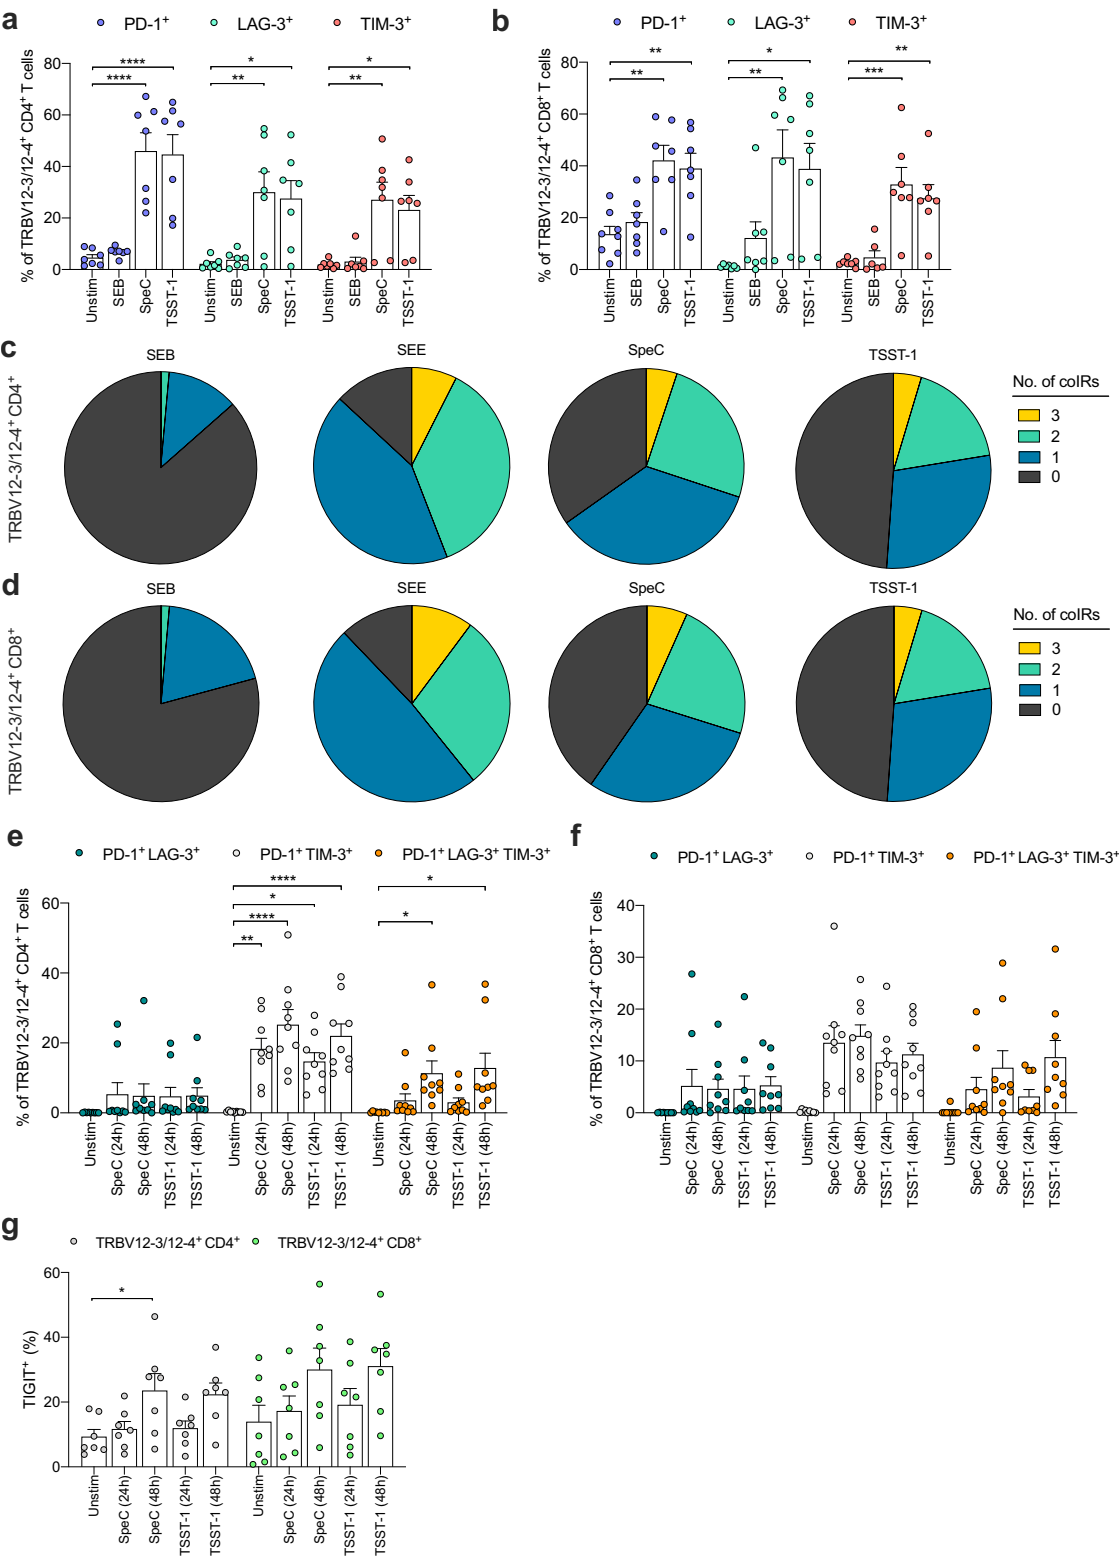 a
PD-1⁺ LAG-3⁺ TIM-3⁺
% of TRBV12-3/12-4⁺ CD4⁺ T cells
80
60
40
20
0
**** **** ** * ** *
Unstim SEB SpeC TSST-1 Unstim SEB SpeC TSST-1 Unstim SEB SpeC TSST-1
b
PD-1⁺ LAG-3⁺ TIM-3⁺
% of TRBV12-3/12-4⁺ CD8⁺ T cells
80
60
40
20
0
** ** ** * *** **
Unstim SEB SpeC TSST-1 Unstim SEB SpeC TSST-1 Unstim SEB SpeC TSST-1
c
TRBV12-3/12-4⁺ CD4⁺
SEB SEE SpeC TSST-1
No. of coIRs
3
2
1
0
d
TRBV12-3/12-4⁺ CD8⁺
SEB SEE SpeC TSST-1
No. of coIRs
3
2
1
0
e
PD-1⁺ LAG-3⁺ PD-1⁺ TIM-3⁺ PD-1⁺ LAG-3⁺ TIM-3⁺
% of TRBV12-3/12-4⁺ CD4⁺ T cells
60
40
20
0
** **** * **** * *
Unstim SpeC (24h) SpeC (48h) TSST-1 (24h) TSST-1 (48h) Unstim SpeC (24h) SpeC (48h) TSST-1 (24h) TSST-1 (48h) Unstim SpeC (24h) SpeC (48h) TSST-1 (24h) TSST-1 (48h)
f
PD-1⁺ LAG-3⁺ PD-1⁺ TIM-3⁺ PD-1⁺ LAG-3⁺ TIM-3⁺
% of TRBV12-3/12-4⁺ CD8⁺ T cells
40
30
20
10
0
Unstim SpeC (24h) SpeC (48h) TSST-1 (24h) TSST-1 (48h) Unstim SpeC (24h) SpeC (48h) TSST-1 (24h) TSST-1 (48h) Unstim SpeC (24h) SpeC (48h) TSST-1 (24h) TSST-1 (48h)
g
TRBV12-3/12-4⁺ CD4⁺ TRBV12-3/12-4⁺ CD8⁺
TIGIT⁺ (%)
60
40
20
0
*
Unstim SpeC (24h) SpeC (48h) TSST-1 (24h) TSST-1 (48h) Unstim SpeC (24h) SpeC (48h) TSST-1 (24h) TSST-1 (48h)